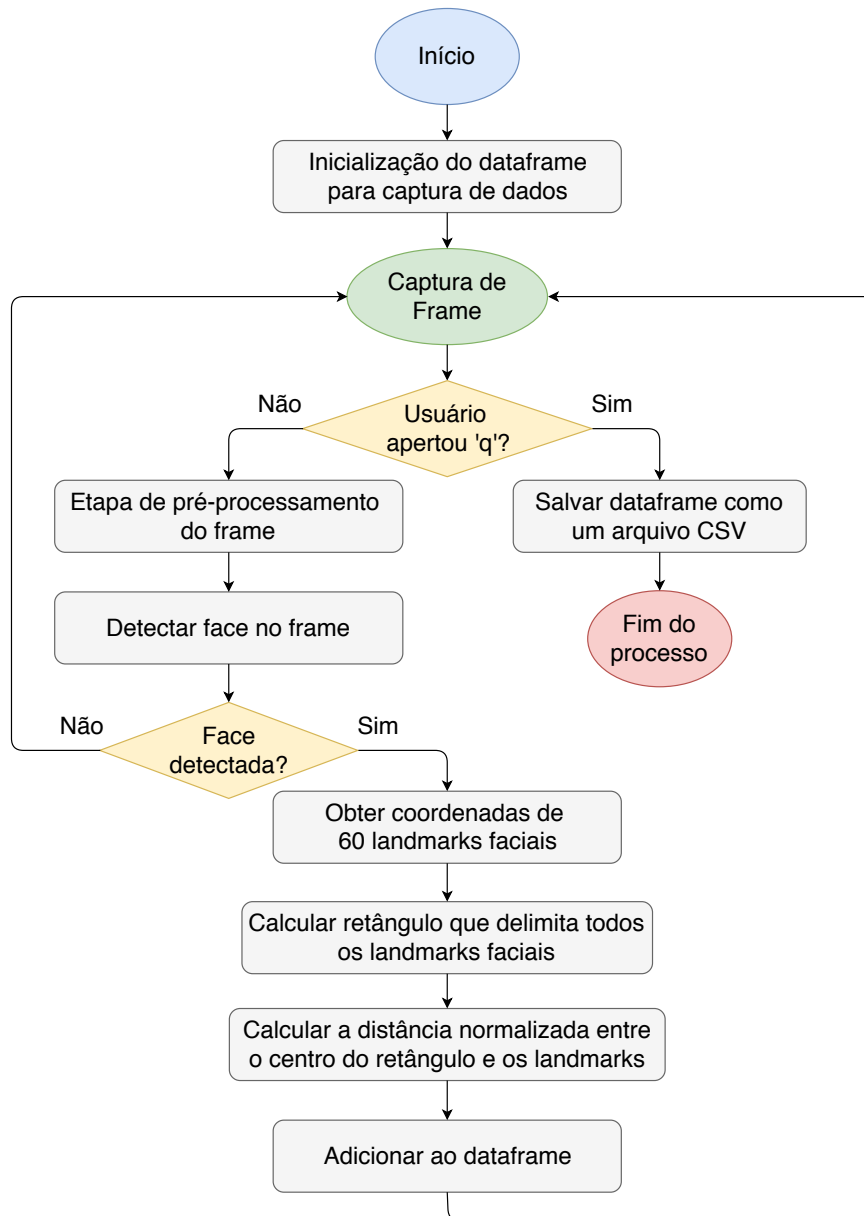 Início
Inicialização do dataframe
para captura de dados
Captura de
Frame
Não
Usuário
apertou 'q'?
Sim
Etapa de pré-processamento
do frame
Salvar dataframe como
um arquivo CSV
Detectar face no frame
Fim do
processo
Não
Face
detectada?
Sim
Obter coordenadas de
60 landmarks faciais
Calcular retângulo que delimita todos
os landmarks faciais
Calcular a distância normalizada entre
o centro do retângulo e os landmarks
Adicionar ao dataframe